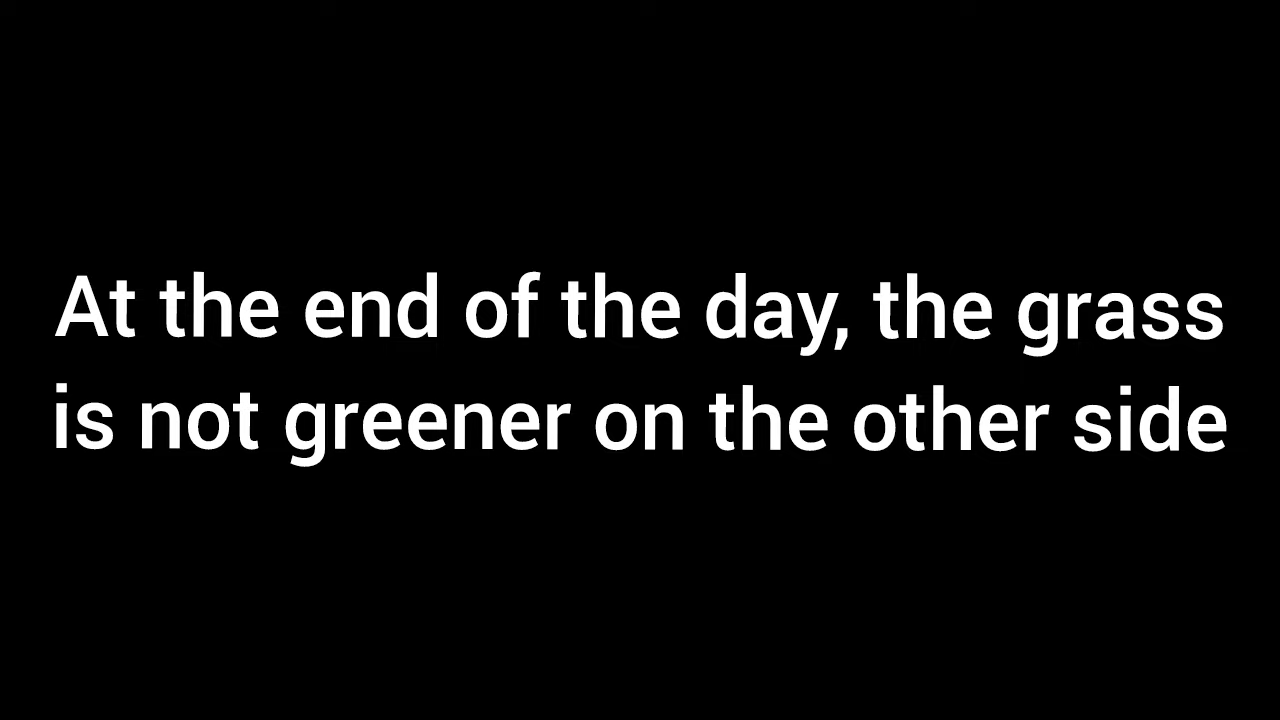 At the end of the day, the grass
is not greener on the other side